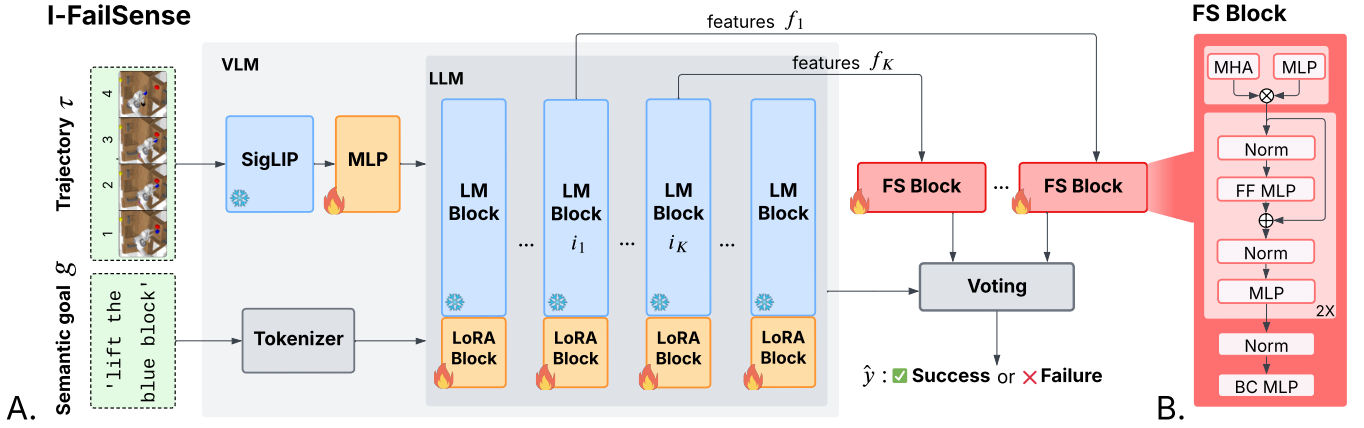 I-FailSense
VLM
LLM
features f₁
features f_K
FS Block
Trajectory τ
1
2
3
4
SigLIP
MLP
LM
Block
LM
Block
i₁
LM
Block
i_K
LM
Block
...
...
...
FS Block
...
FS Block
Semantic goal g
'lift the
blue block'
Tokenizer
LoRA
Block
LoRA
Block
LoRA
Block
LoRA
Block
Voting
ŷ : ✅ Success or ❌ Failure
A.
MHA
MLP
⊗
Norm
FF MLP
⊕
Norm
MLP
2X
Norm
BC MLP
B.